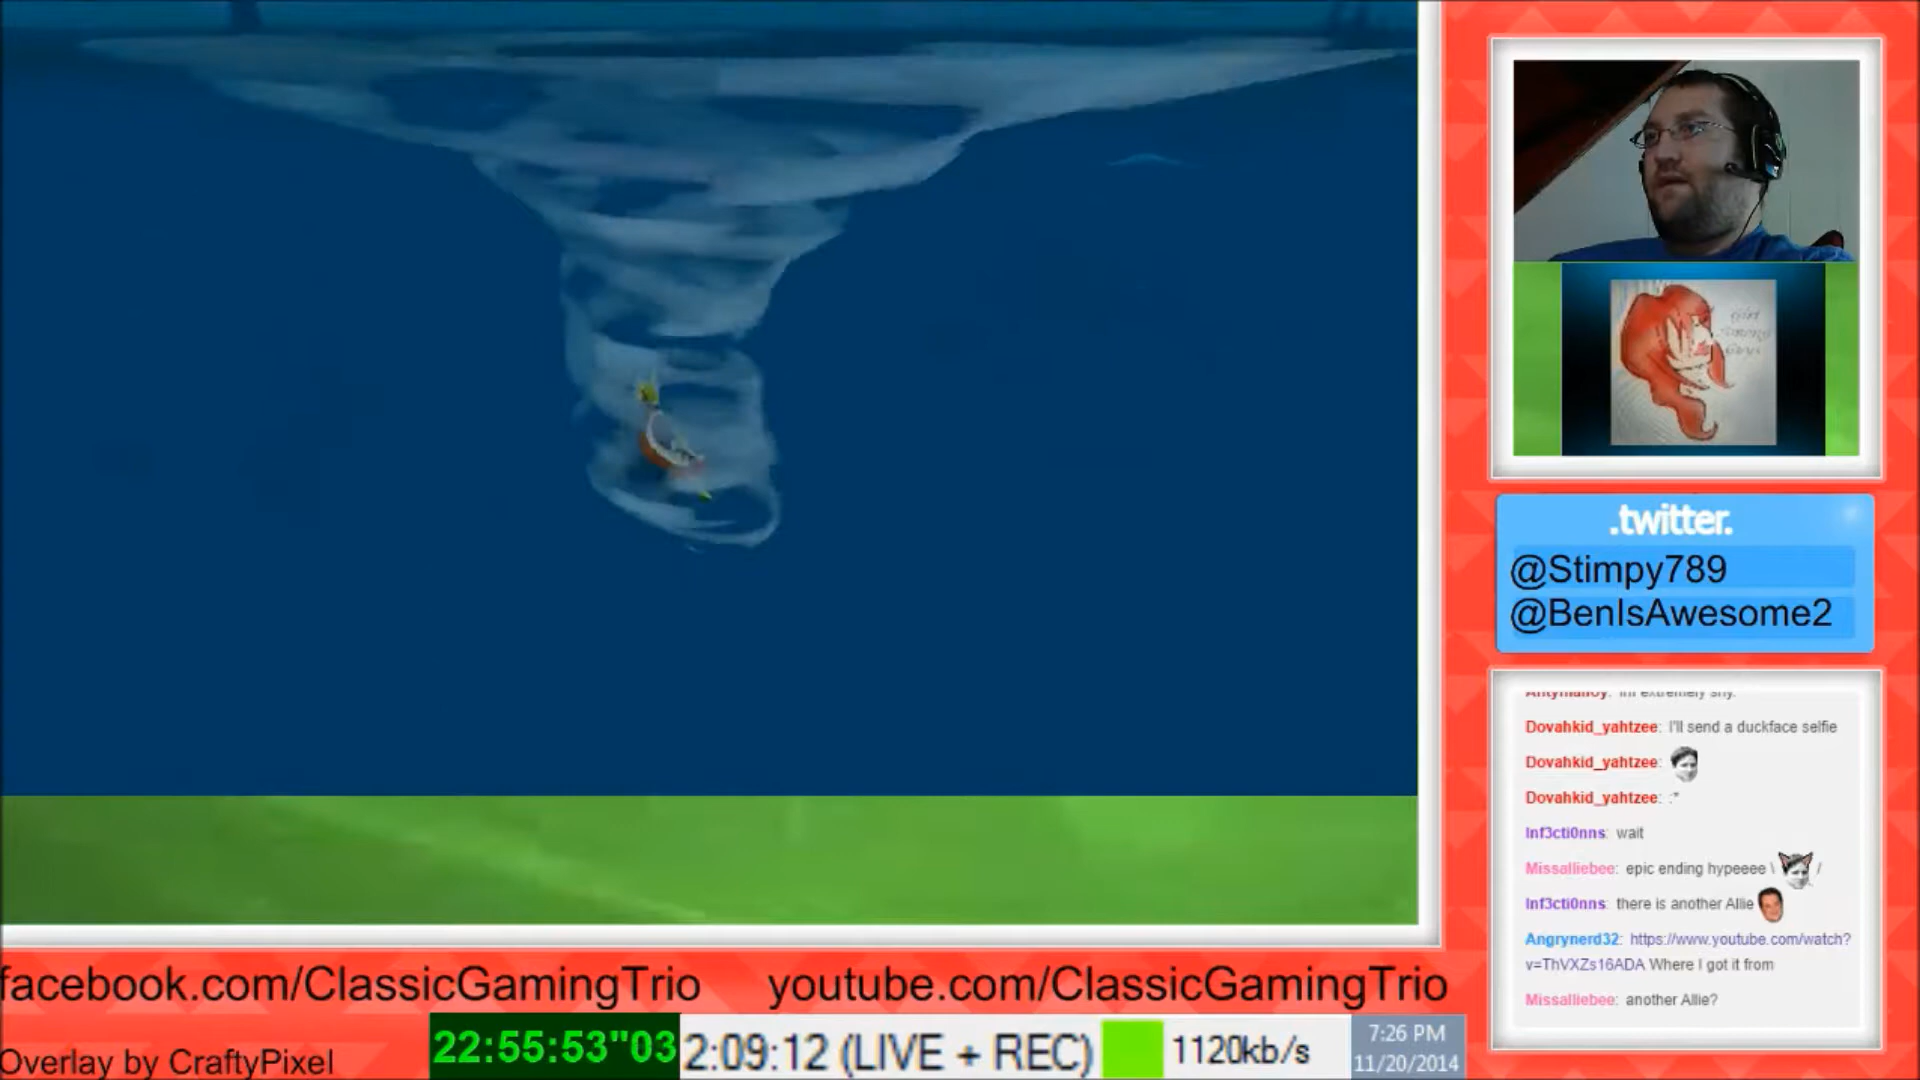 .twitter.
@Stimpy789
@BenIsAwesome2
Dovahkid_yahtzee: I'll send a duckface selfie
Dovahkid_yahtzee:
Dovahkid_yahtzee: :*
Inf3cti0nns: wait
Missalliebee: epic ending hypeeee \ /
Inf3cti0nns: there is another Allie
Angrynerd32: https://www.youtube.com/watch?
v=ThVXZs16ADA Where I got it from
Missalliebee: another Allie?
facebook.com/ClassicGamingTrio youtube.com/ClassicGamingTrio
Overlay by CraftyPixel
22:55:53"03
2:09:12 (LIVE + REC)
1120kb/s
7:26 PM
11/20/2014